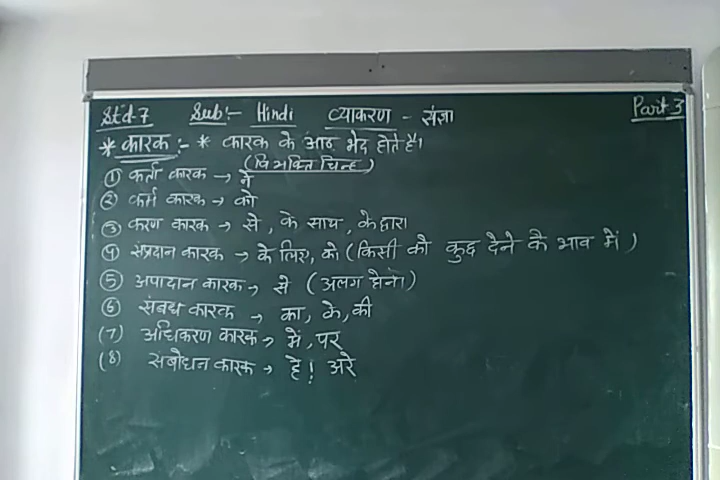 Std-7 Sub:- Hindi व्याकरण - संज्ञा Part 3
* कारक :- * कारक के आठ भेद होते है।
(विभक्ति चिन्ह)
① कर्ता कारक → ने
② कर्म कारक → को
③ करण कारक → से, के साथ, के द्वारा
④ संप्रदान कारक → के लिए, को (किसी को कुछ देने के भाव में)
⑤ अपादान कारक → से (अलग होना)
⑥ संबंध कारक → का, के, की
(7) अधिकरण कारक → में, पर
(8) संबोधन कारक → हे! अरे